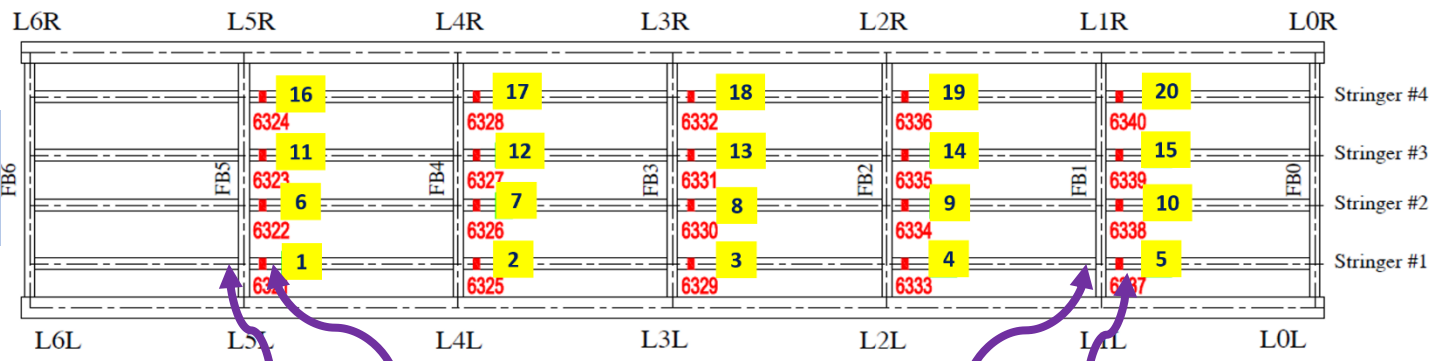 L6R L5R L4R L3R L2R L1R L0R
16 17 18 19 20 Stringer #4
6324 6328 6332 6336 6340
11 12 13 14 15 Stringer #3
FB6 FB5 FB4 FB3 FB2 FB1 FB0
6323 6327 6331 6335 6339
6 7 8 9 10 Stringer #2
6322 6326 6330 6334 6338
1 2 3 4 5 Stringer #1
6325 6329 6333
L6L L5L L4L L3L L2L L1L L0L